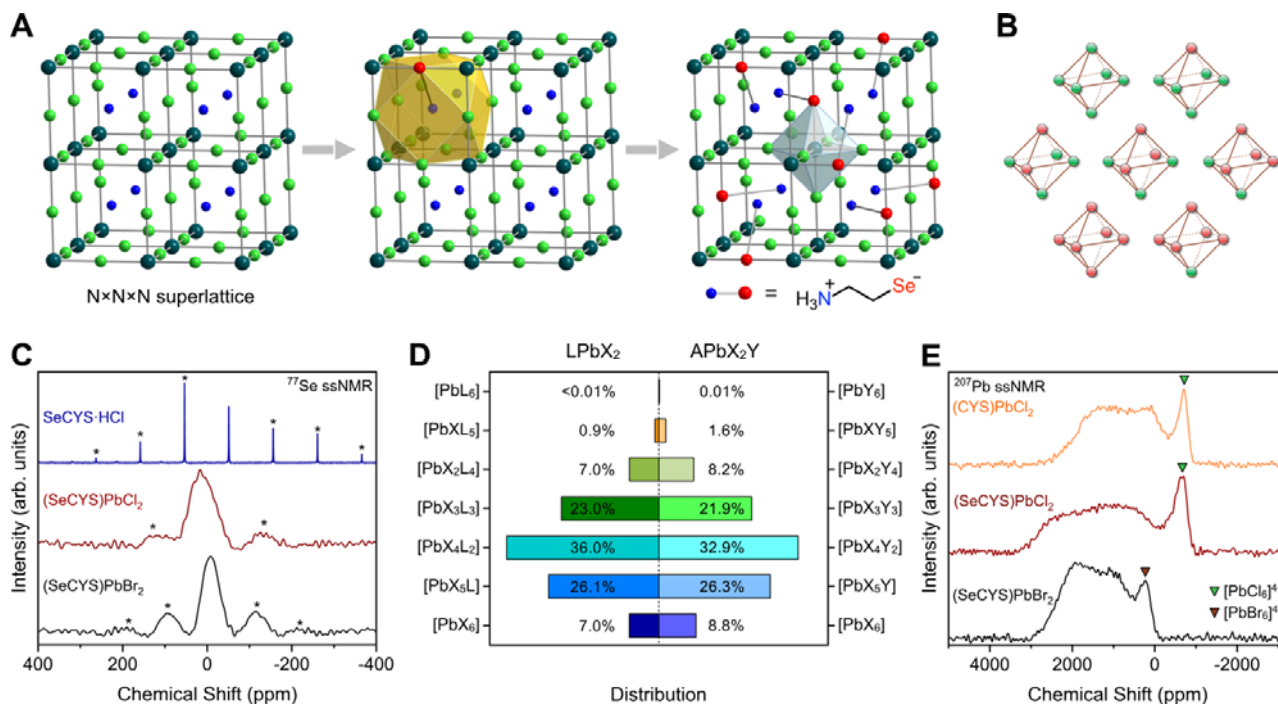 A
B
N×N×N superlattice
= H₃N⁺ Se⁻
C
⁷⁷Se ssNMR
SeCYS·HCl
(SeCYS)PbCl₂
(SeCYS)PbBr₂
* * * * * *
* *
* * * *
Intensity (arb. units)
400 200 0 -200 -400
Chemical Shift (ppm)
D
LPbX₂ APbX₂Y
[PbL₆] <0.01% 0.01% [PbY₆]
[PbXL₅] 0.9% 1.6% [PbXY₅]
[PbX₂L₄] 7.0% 8.2% [PbX₂Y₄]
[PbX₃L₃] 23.0% 21.9% [PbX₃Y₃]
[PbX₄L₂] 36.0% 32.9% [PbX₄Y₂]
[PbX₅L] 26.1% 26.3% [PbX₅Y]
[PbX₆] 7.0% 8.8% [PbX₆]
Distribution
E
²⁰⁷Pb ssNMR
(CYS)PbCl₂
(SeCYS)PbCl₂
(SeCYS)PbBr₂
[PbCl₆]⁴
[PbBr₆]⁴
Intensity (arb. units)
5000 2000 0 -2000
Chemical Shift (ppm)